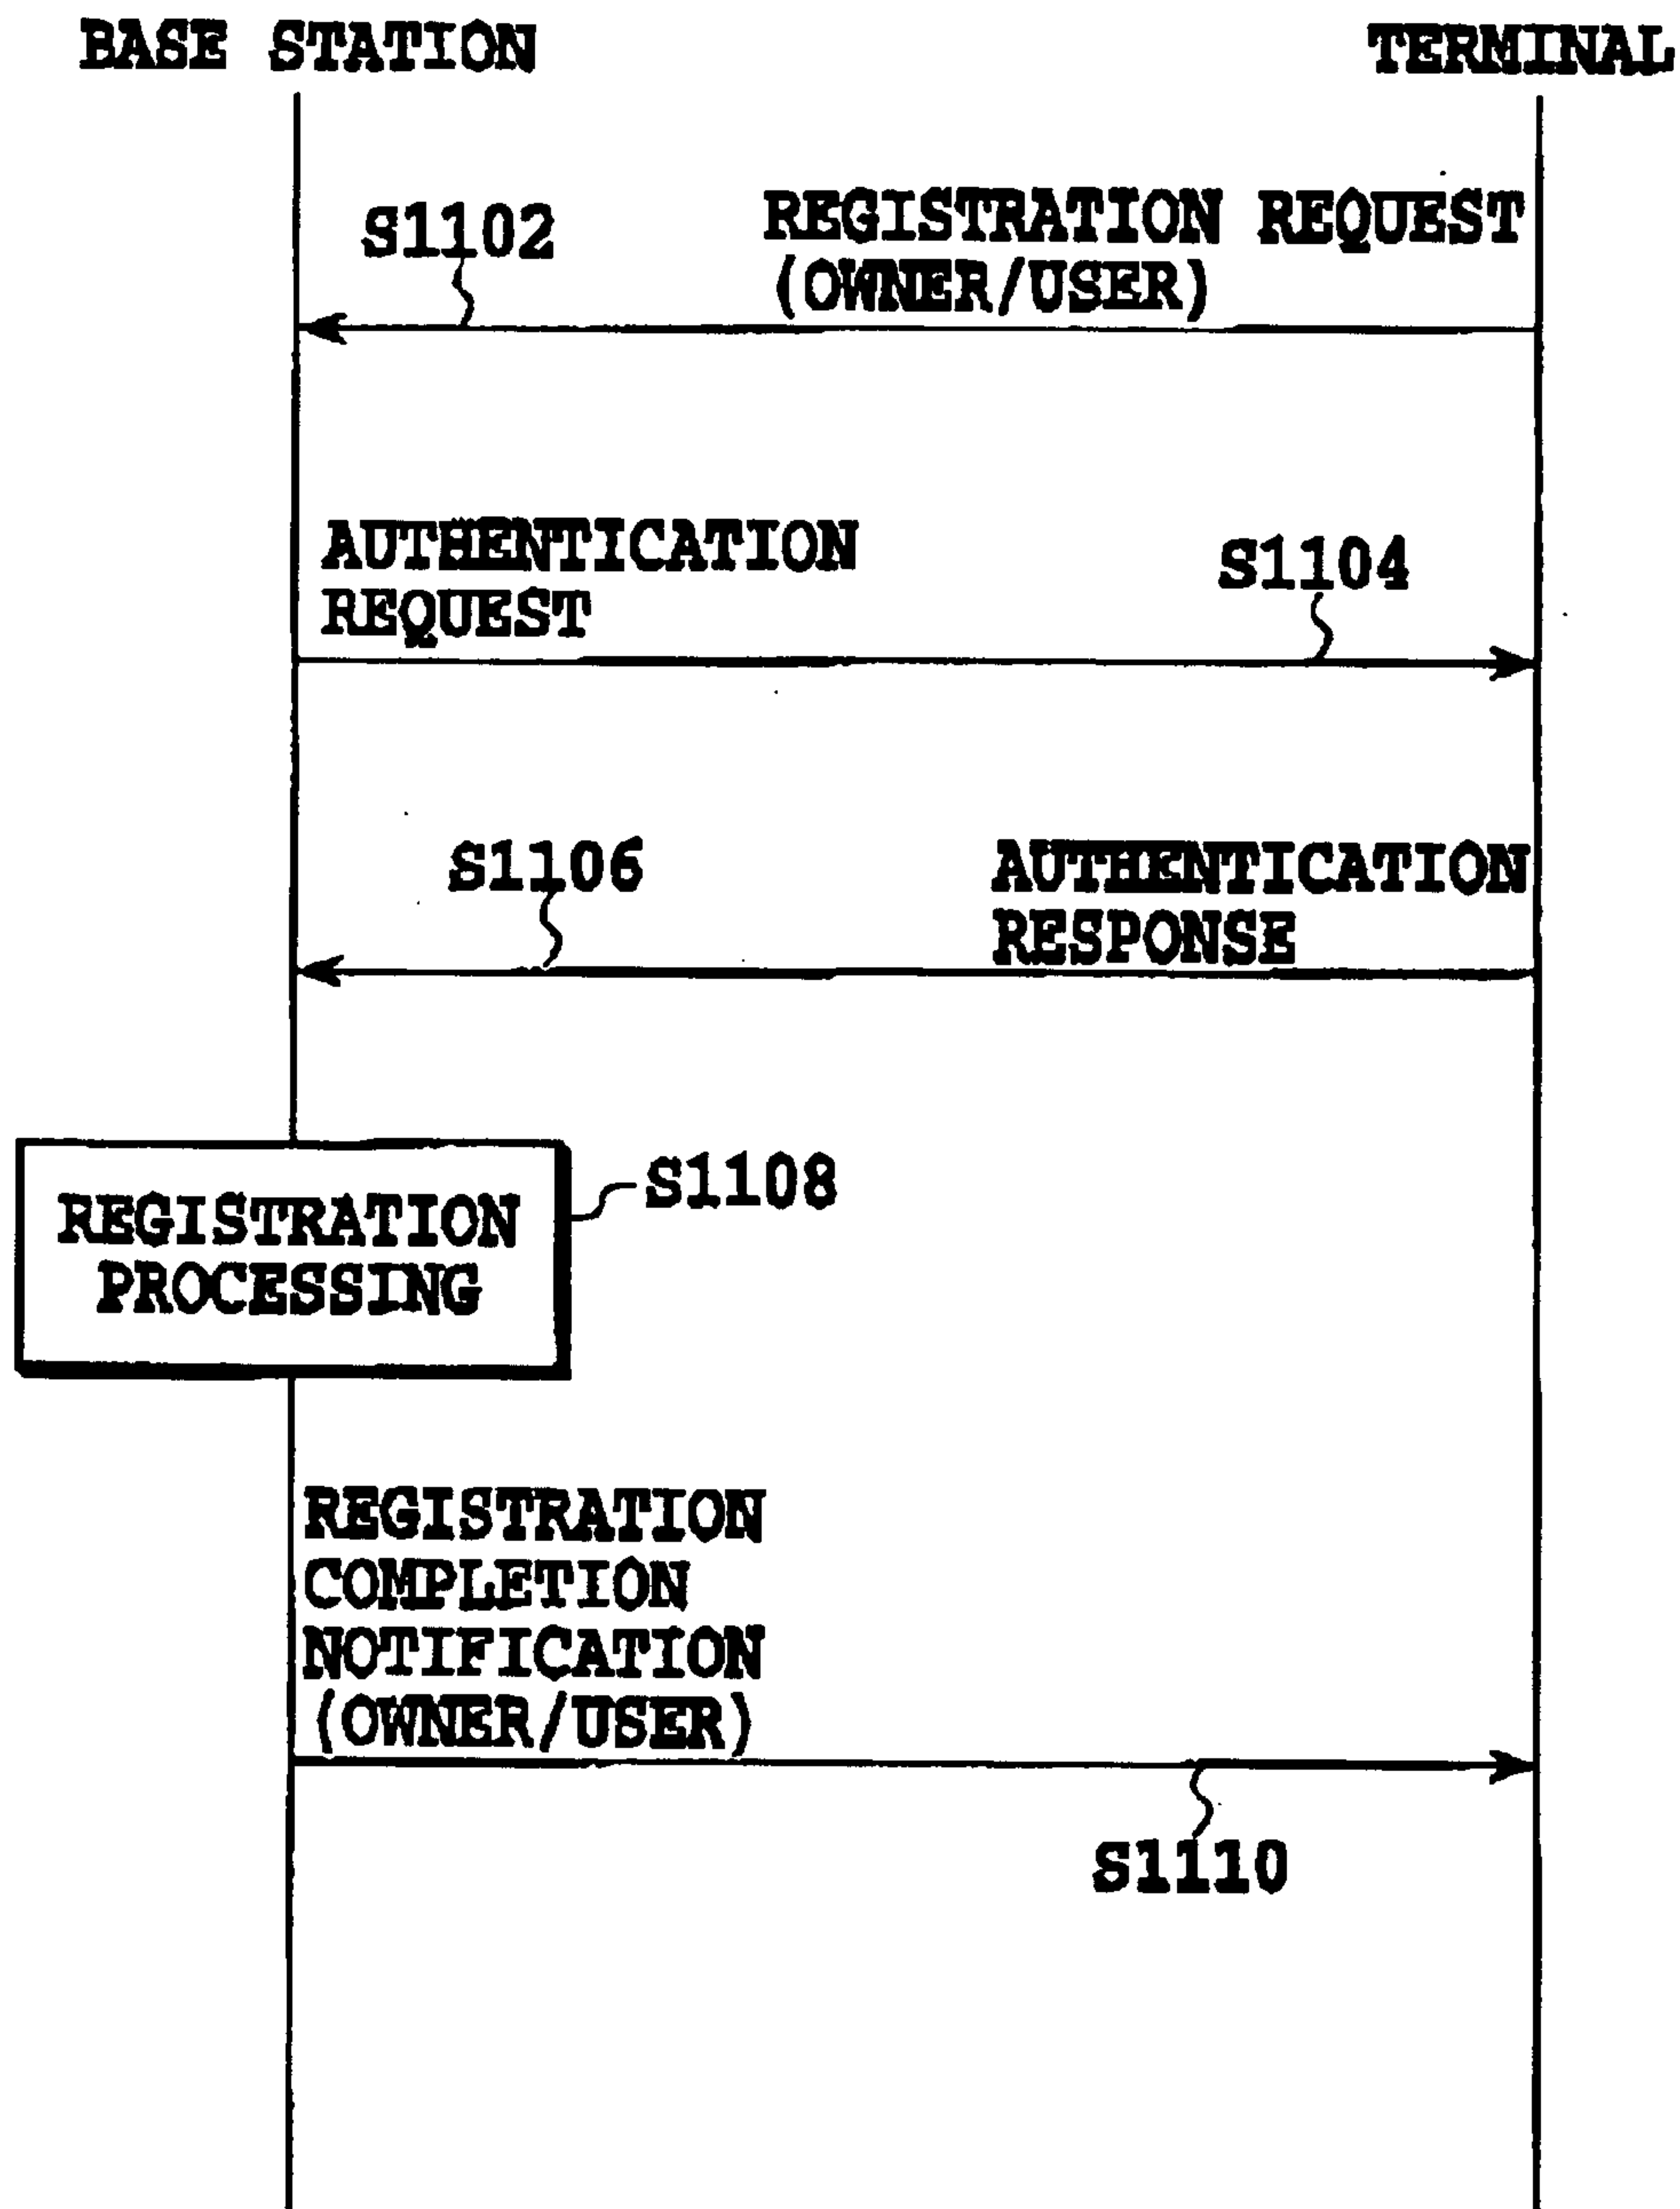 BASE STATION
TERMINAL
S1102
REGISTRATION REQUEST
(OWNER/USER)
AUTHENTICATION
REQUEST
S1104
S1106
AUTHENTICATION
RESPONSE
REGISTRATION
PROCESSING
S1108
REGISTRATION
COMPLETION
NOTIFICATION
(OWNER/USER)
S1110